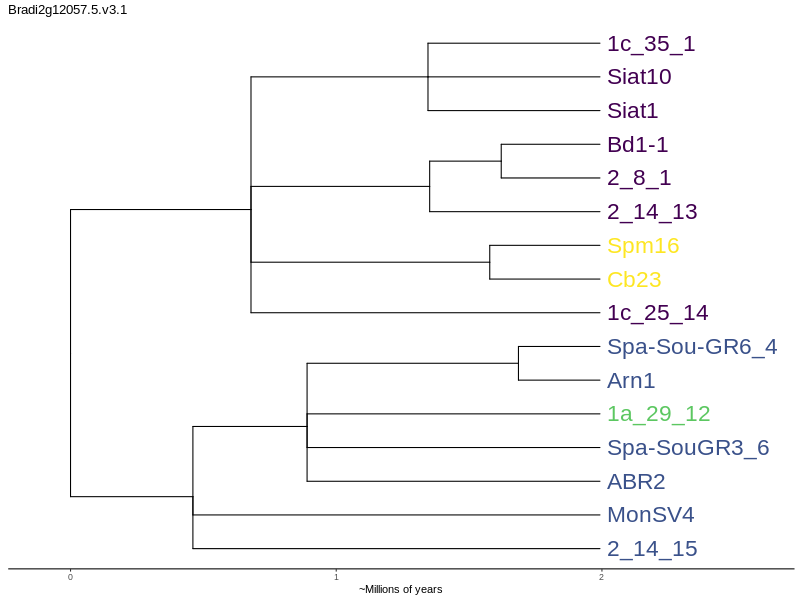 Bradi2g12057.5.v3.1
1c_35_1
Siat10
Siat1
Bd1-1
2_8_1
2_14_13
Spm16
Cb23
1c_25_14
Spa-Sou-GR6_4
Arn1
1a_29_12
Spa-SouGR3_6
ABR2
MonSV4
2_14_15
0 1 2
~Millions of years